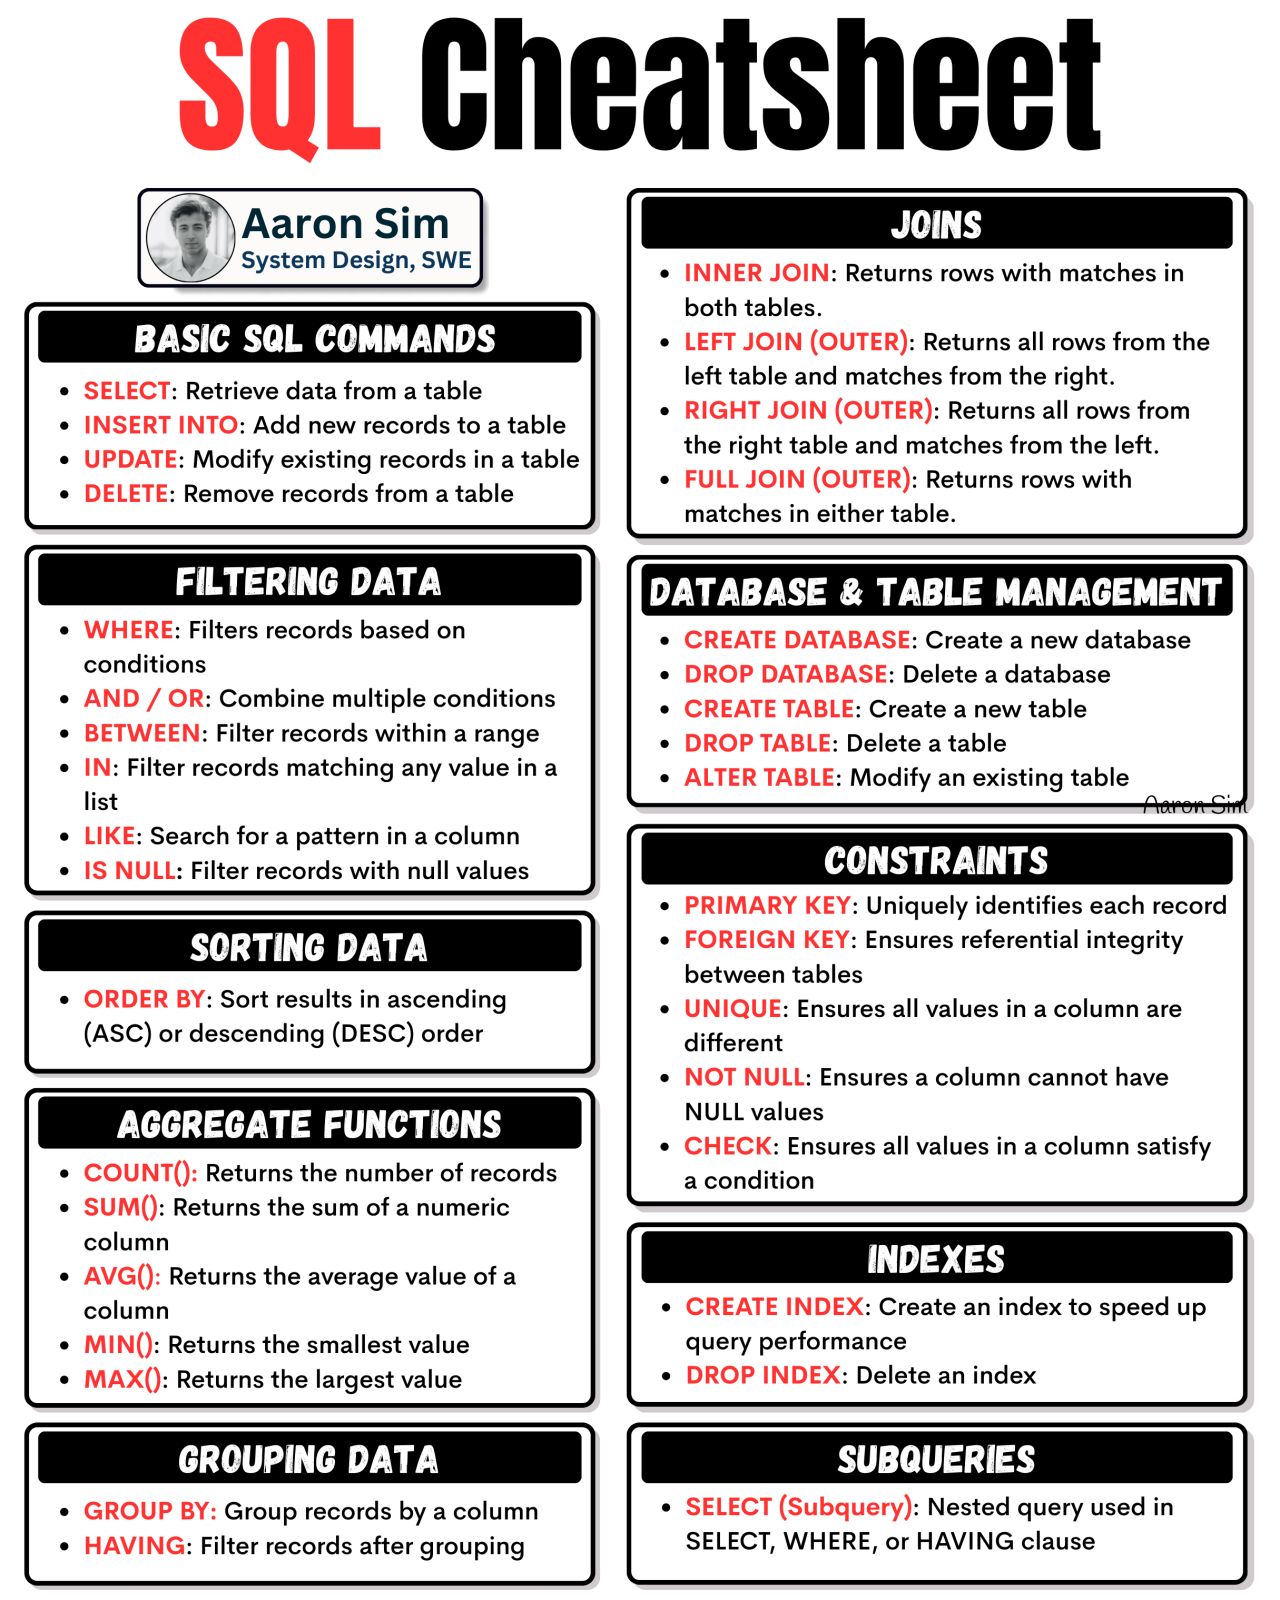 SQL Cheatsheet
Aaron Sim
System Design, SWE
BASIC SQL COMMANDS
• SELECT: Retrieve data from a table
• INSERT INTO: Add new records to a table
• UPDATE: Modify existing records in a table
• DELETE: Remove records from a table
FILTERING DATA
• WHERE: Filters records based on
conditions
• AND / OR: Combine multiple conditions
• BETWEEN: Filter records within a range
• IN: Filter records matching any value in a
list
• LIKE: Search for a pattern in a column
• IS NULL: Filter records with null values
SORTING DATA
• ORDER BY: Sort results in ascending
(ASC) or descending (DESC) order
AGGREGATE FUNCTIONS
• COUNT(): Returns the number of records
• SUM(): Returns the sum of a numeric
column
• AVG(): Returns the average value of a
column
• MIN(): Returns the smallest value
• MAX(): Returns the largest value
GROUPING DATA
• GROUP BY: Group records by a column
• HAVING: Filter records after grouping
JOINS
• INNER JOIN: Returns rows with matches in
both tables.
• LEFT JOIN (OUTER): Returns all rows from the
left table and matches from the right.
• RIGHT JOIN (OUTER): Returns all rows from
the right table and matches from the left.
• FULL JOIN (OUTER): Returns rows with
matches in either table.
DATABASE & TABLE MANAGEMENT
• CREATE DATABASE: Create a new database
• DROP DATABASE: Delete a database
• CREATE TABLE: Create a new table
• DROP TABLE: Delete a table
• ALTER TABLE: Modify an existing table
Aaron Sim
CONSTRAINTS
• PRIMARY KEY: Uniquely identifies each record
• FOREIGN KEY: Ensures referential integrity
between tables
• UNIQUE: Ensures all values in a column are
different
• NOT NULL: Ensures a column cannot have
NULL values
• CHECK: Ensures all values in a column satisfy
a condition
INDEXES
• CREATE INDEX: Create an index to speed up
query performance
• DROP INDEX: Delete an index
SUBQUERIES
• SELECT (Subquery): Nested query used in
SELECT, WHERE, or HAVING clause